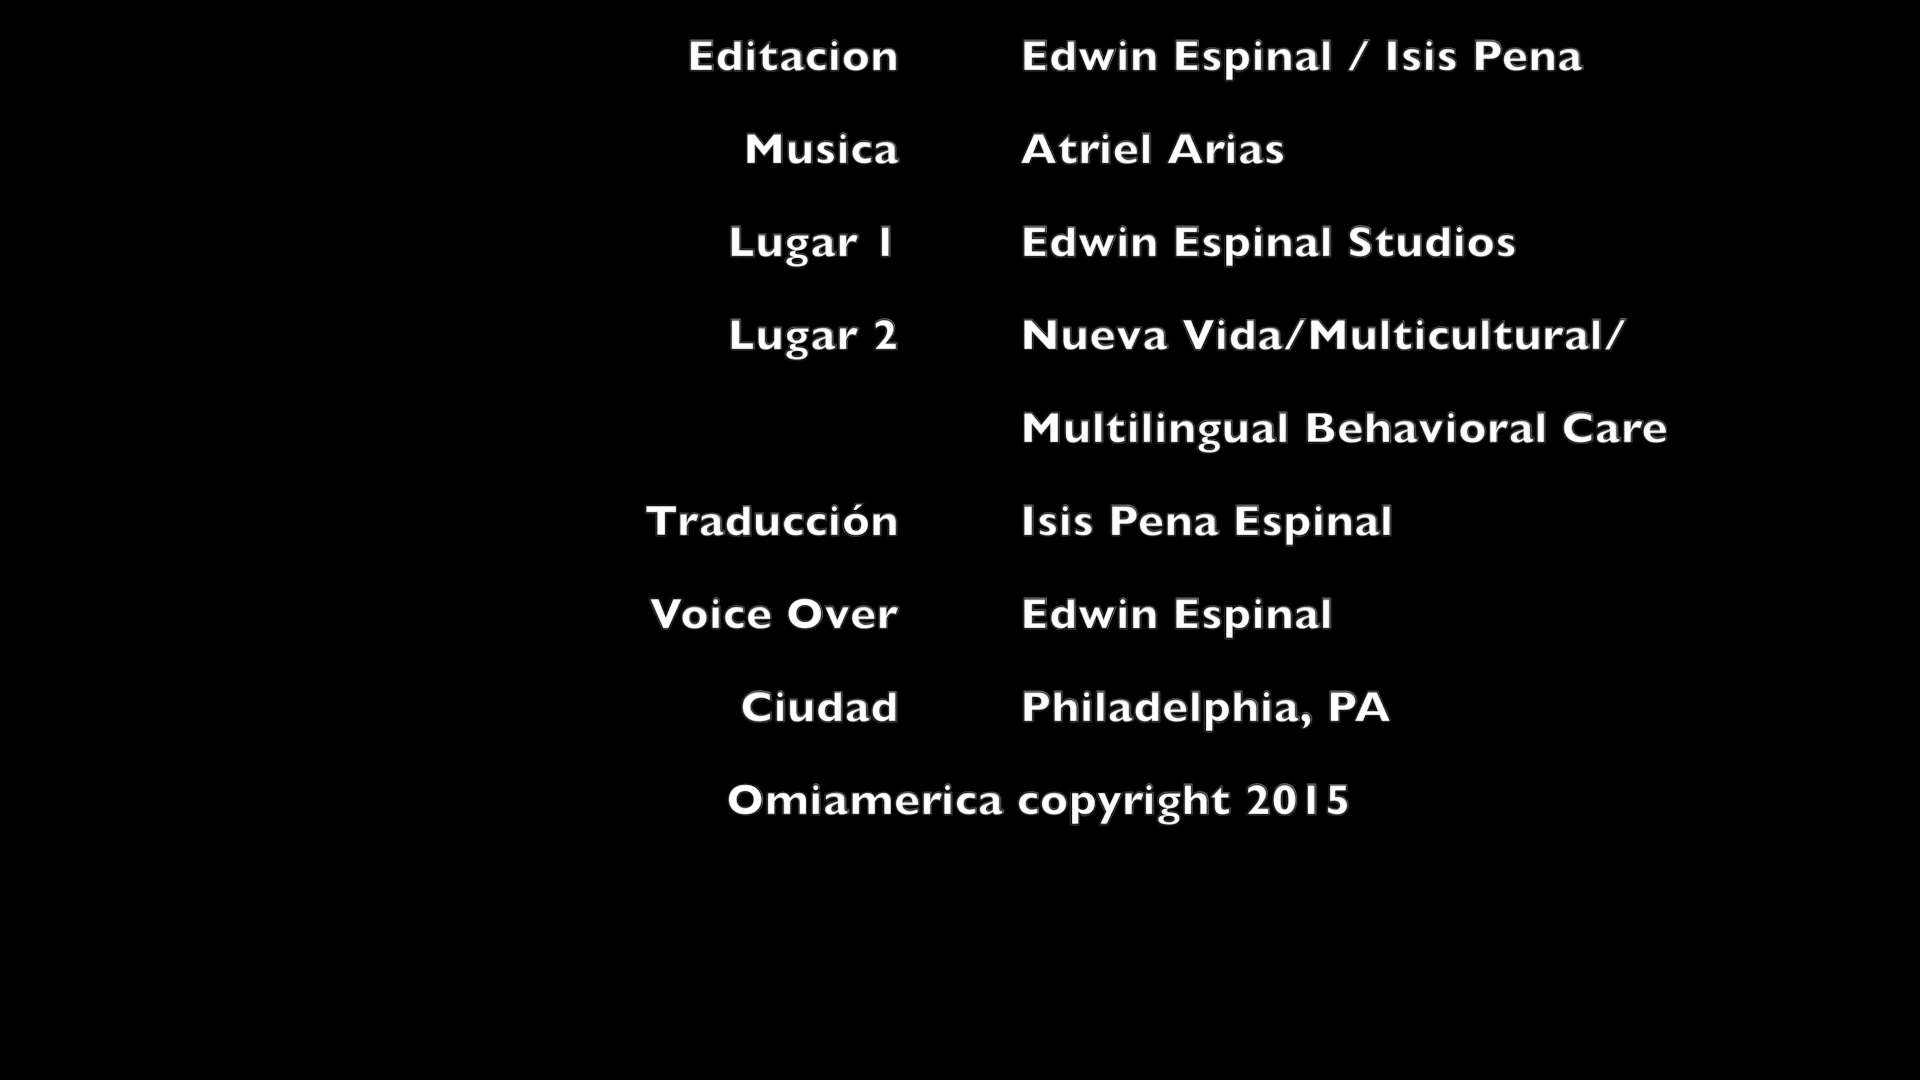 Editacion Edwin Espinal / Isis Pena
Musica Atriel Arias
Lugar 1 Edwin Espinal Studios
Lugar 2 Nueva Vida/Multicultural/
Multilingual Behavioral Care
Traducción Isis Pena Espinal
Voice Over Edwin Espinal
Ciudad Philadelphia, PA
Omiamerica copyright 2015